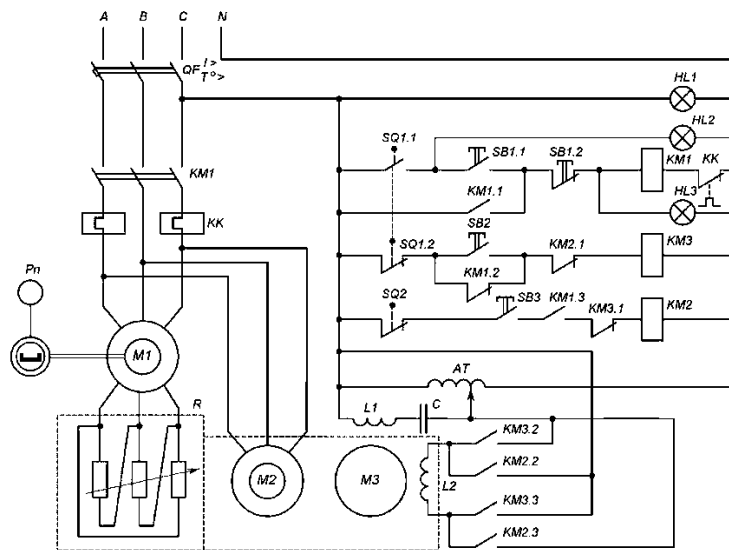 A B C N
QF I> T°>
HL1
HL2
SQ1.1 SB1.1 SB1.2 KM1 KK
KM1
KM1.1 HL3
KK SB2
SQ1.2 KM2.1 KM3
Pn KM1.2
SQ2 SB3 KM1.3 KM3.1 KM2
M1 AT
R L1 C
KM3.2
M2 M3 L2 KM2.2
KM3.3
KM2.3